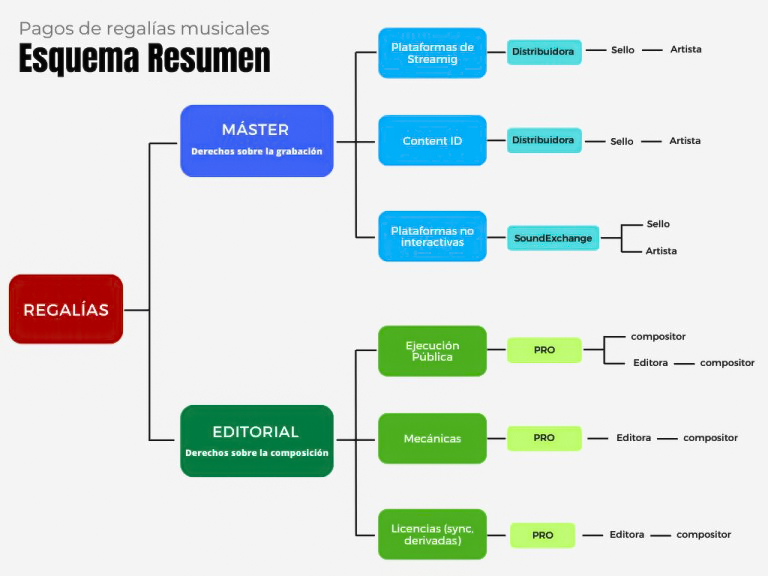 Pagos de regalías musicales
Esquema Resumen
REGALÍAS
MÁSTER
Derechos sobre la grabación
Plataformas de
Streamig
Distribuidora
Sello
Artista
Content ID
Distribuidora
Sello
Artista
Plataformas no
interactivas
SoundExchange
Sello
Artista
EDITORIAL
Derechos sobre la composición
Ejecución
Pública
PRO
compositor
Editora
compositor
Mecánicas
PRO
Editora
compositor
Licencias (sync,
derivadas)
PRO
Editora
compositor